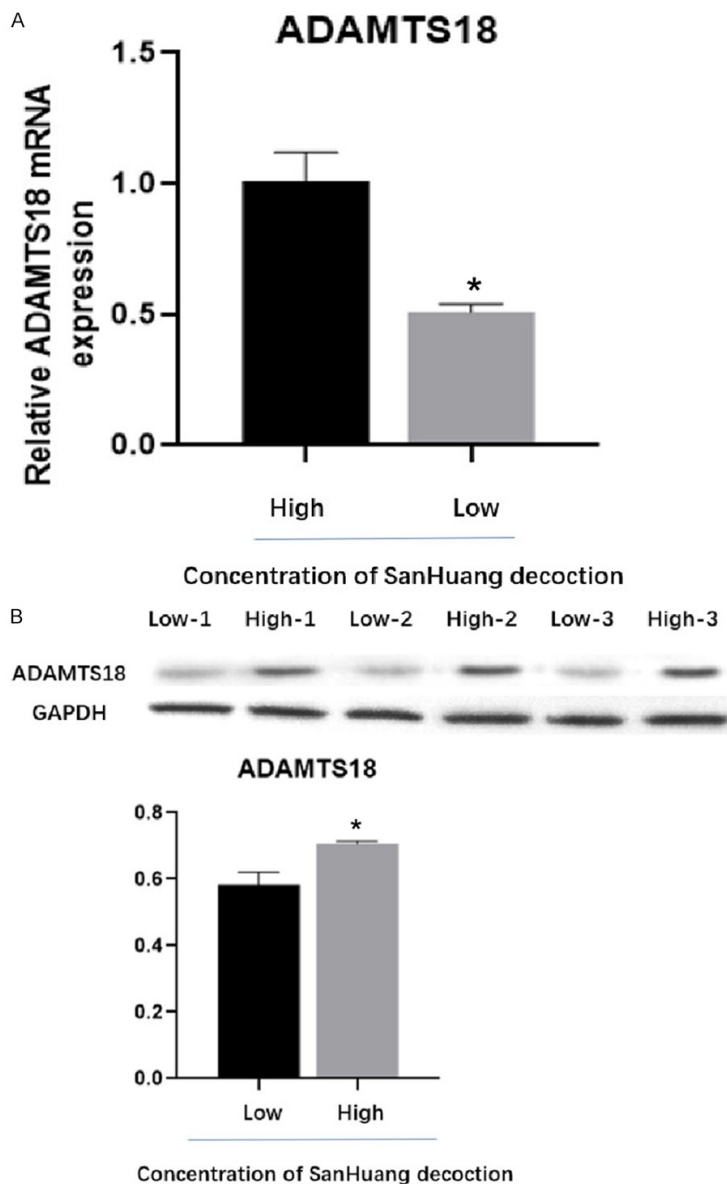 A
ADAMTS18
Relative ADAMTS18 mRNA
expression
1.5
1.0
0.5
0.0
*
High Low
Concentration of SanHuang decoction
B
Low-1 High-1 Low-2 High-2 Low-3 High-3
ADAMTS18
GAPDH
ADAMTS18
0.8
0.6
0.4
0.2
0.0
*
Low High
Concentration of SanHuang decoction